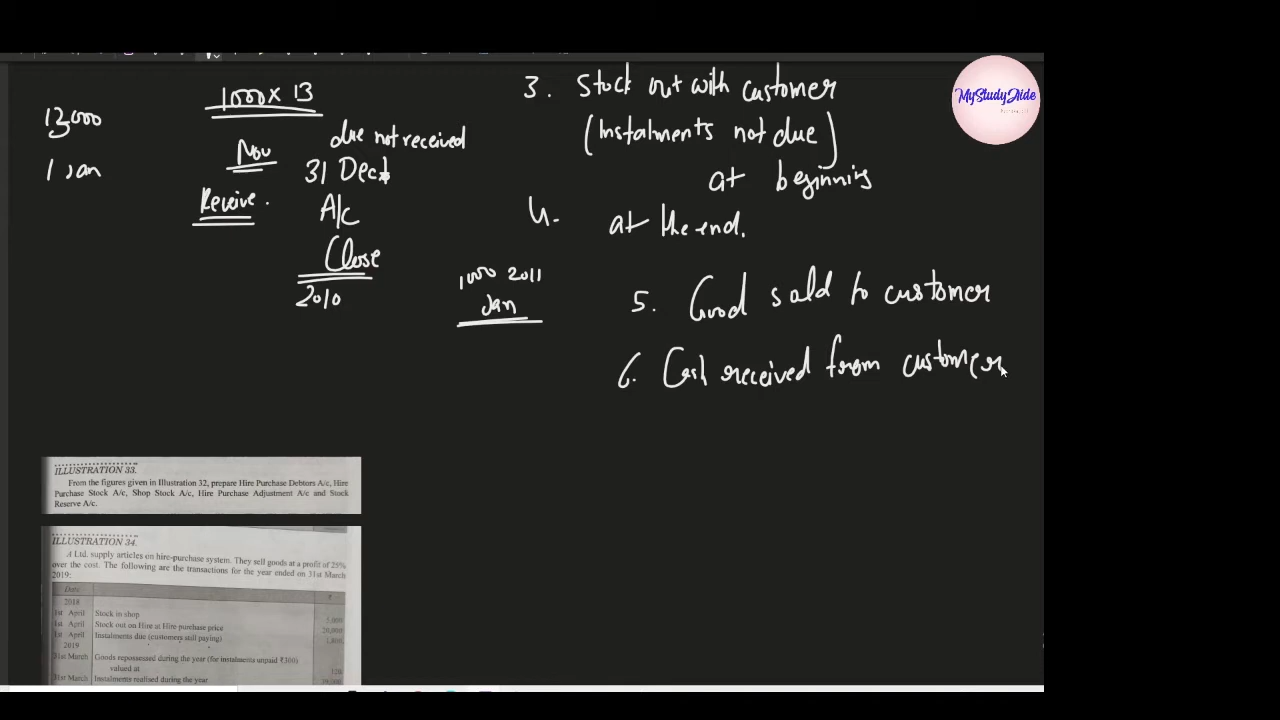 1000 x 13
13000
1 Jan
Nov
Receive.
due not received
31 Dec
A/c
Close
2010
1000 2011
Jan
3. Stock out with customer
(Instalments not due)
at beginning
4. at the end.
5. Good sold to customer
6. Cash received from customer
MyStudyJide
ILLUSTRATION 33.
From the figures given in Illustration 32, prepare Hire Purchase Debtors A/c, Hire
Purchase Stock A/c, Shop Stock A/c, Hire Purchase Adjustment A/c and Stock
Reserve A/c.
ILLUSTRATION 34.
A Ltd. supply articles on hire-purchase system. They sell goods at a profit of 25%
over the cost. The following are the transactions for the year ended on 31st March
2019:
Date ₹
2018
1st April Stock in shop 5,000
1st April Stock out on Hire at Hire purchase price 20,000
1st April Instalments due (customers still paying)
2019
31st March Goods repossessed during the year (for instalments unpaid ₹300)
valued at
31st March Instalments realised during the year